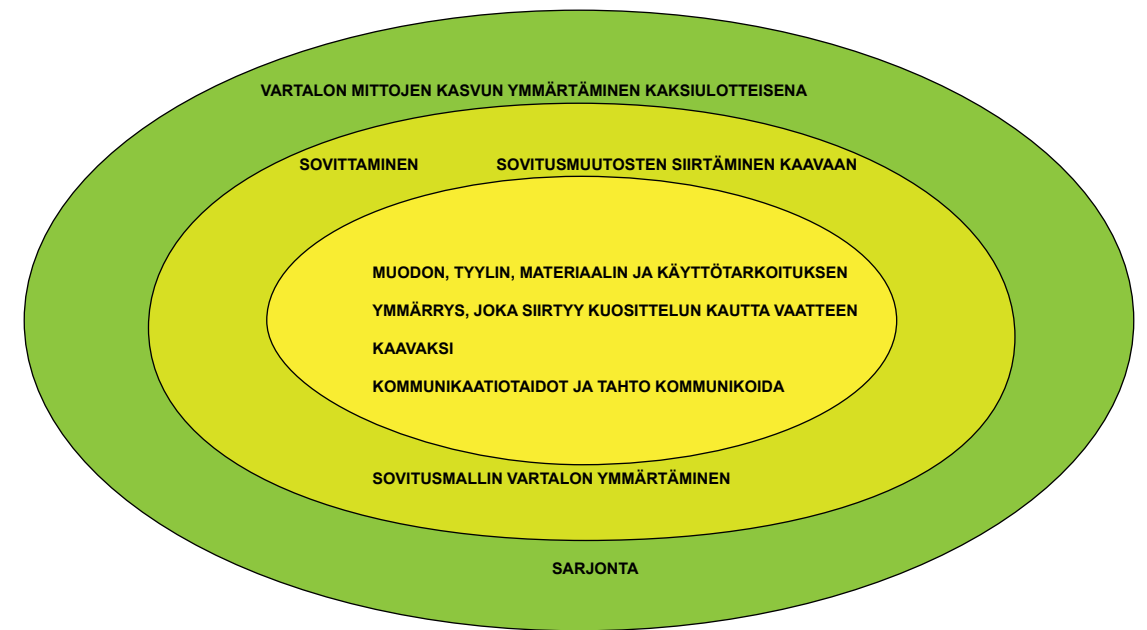 VARTALON MITTOJEN KASVUN YMMÄRTÄMINEN KAKSIULOTTEISENA
SOVITTAMINEN SOVITUSMUUTOSTEN SIIRTÄMINEN KAAVAAN
MUODON, TYYLIN, MATERIAALIN JA KÄYTTÖTARKOITUKSEN
YMMÄRRYS, JOKA SIIRTYY KUOSITTELUN KAUTTA VAATTEEN
KAAVAKSI
KOMMUNIKAATIOTAIDOT JA TAHTO KOMMUNIKOIDA
SOVITUSMALLIN VARTALON YMMÄRTÄMINEN
SARJONTA